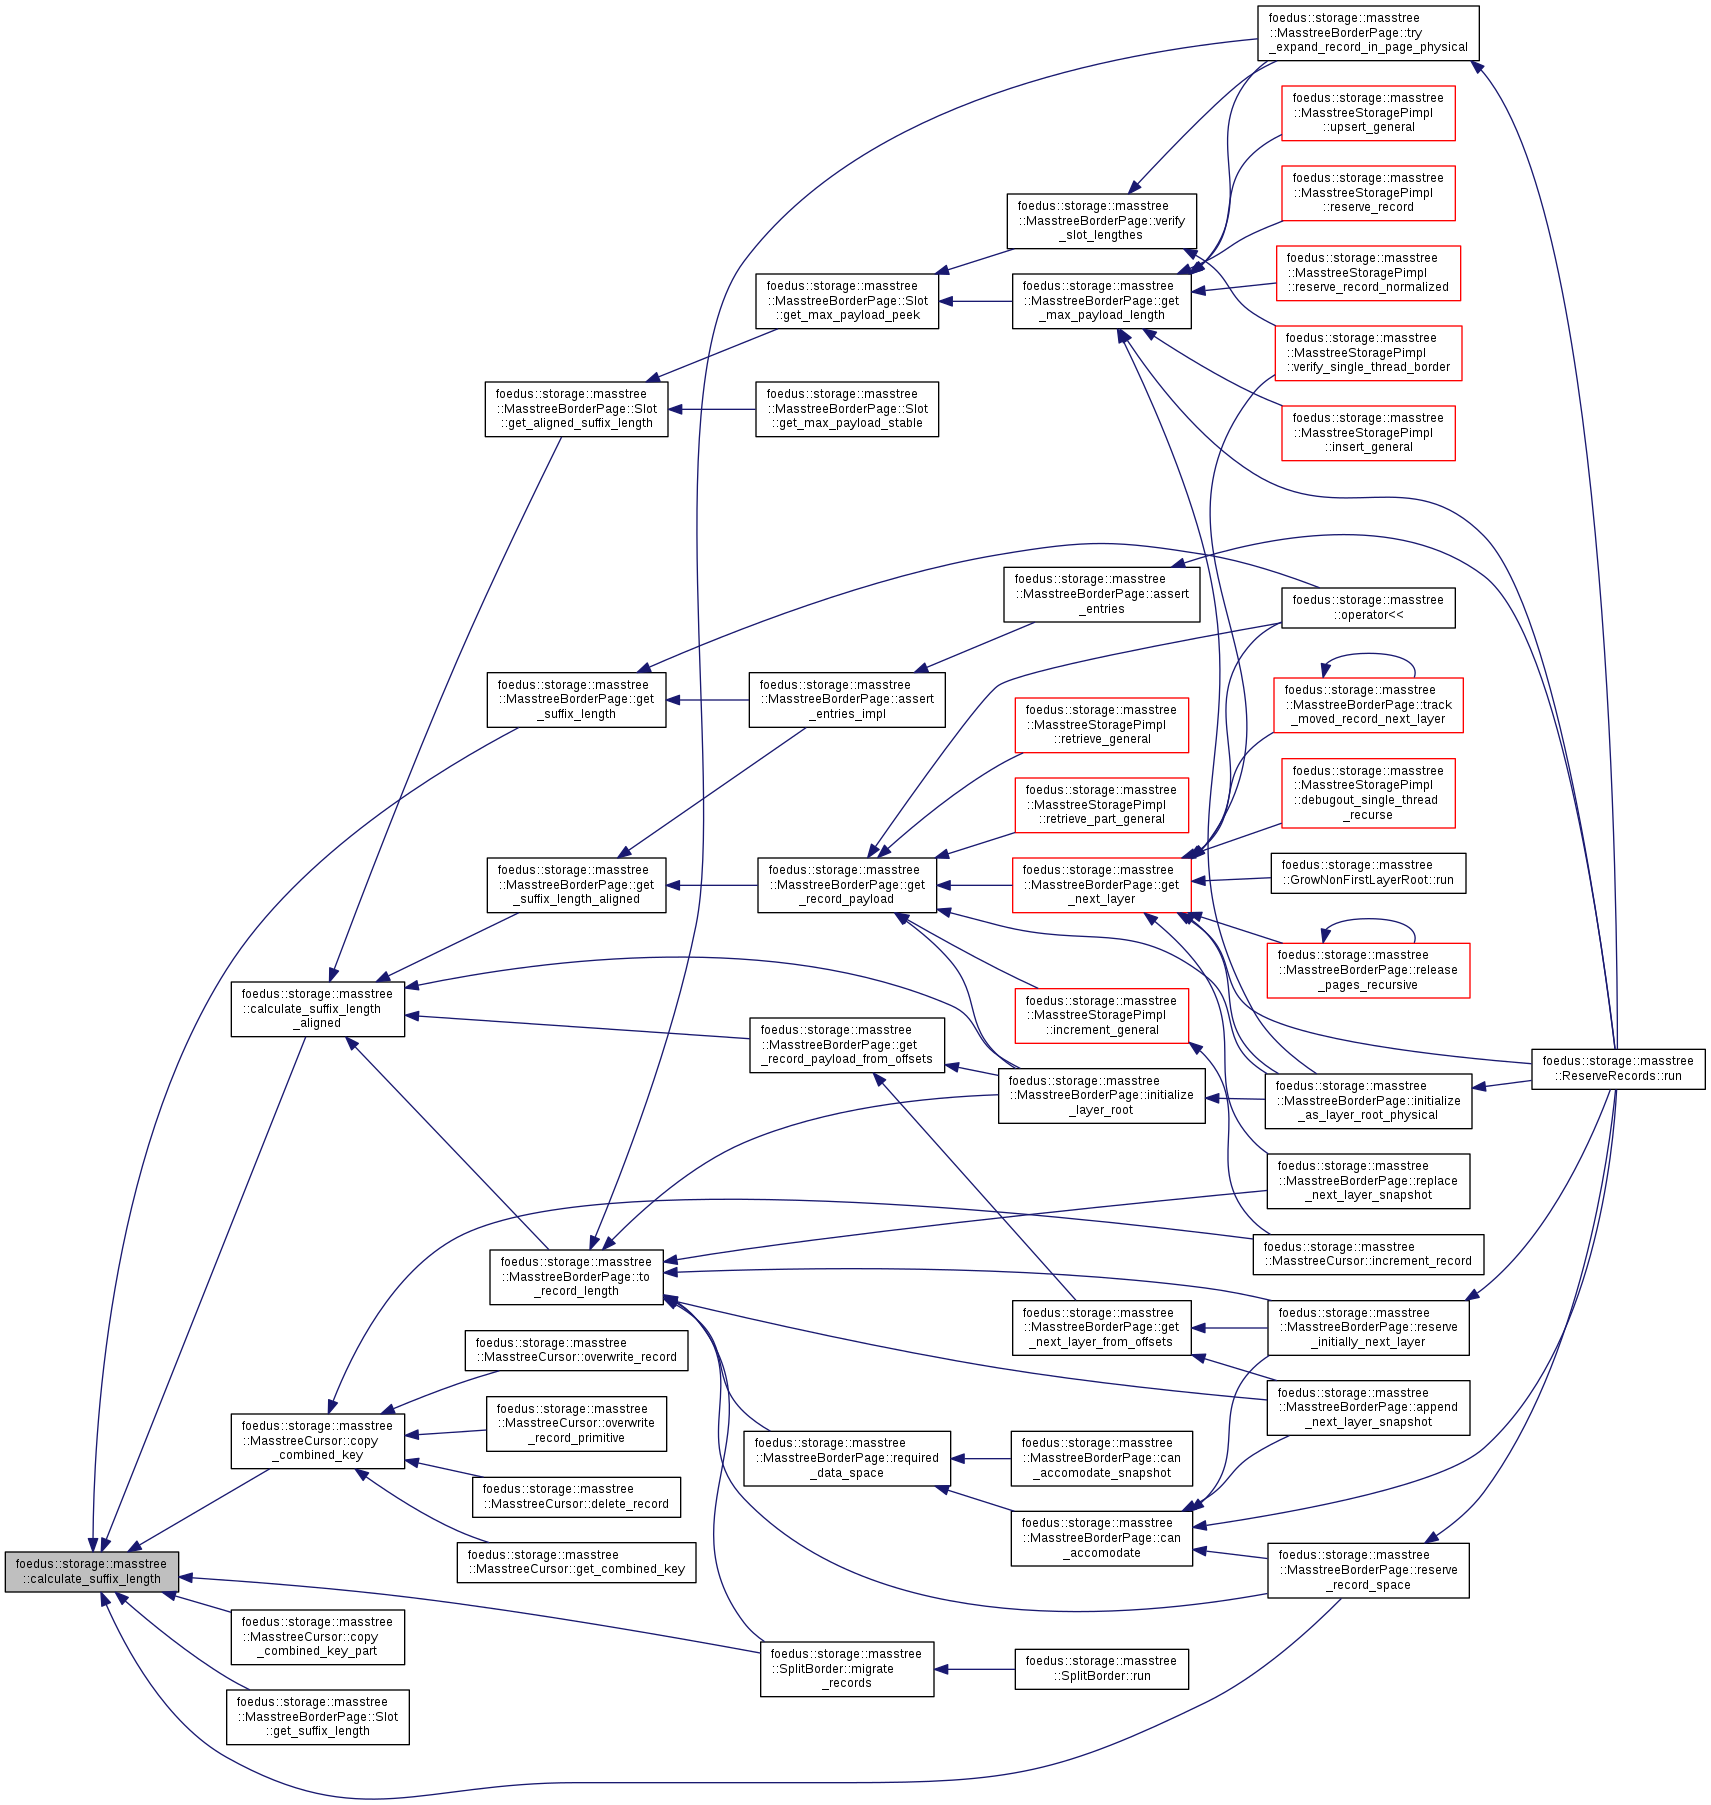 foedus::storage::masstree
::MasstreeBorderPage::try
_expand_record_in_page_physical
foedus::storage::masstree
::MasstreeStoragePimpl
::upsert_general
foedus::storage::masstree
::MasstreeStoragePimpl
::reserve_record
foedus::storage::masstree
::MasstreeBorderPage::verify
_slot_lengthes
foedus::storage::masstree
::MasstreeStoragePimpl
::reserve_record_normalized
foedus::storage::masstree
::MasstreeBorderPage::Slot
::get_max_payload_peek
foedus::storage::masstree
::MasstreeBorderPage::get
_max_payload_length
foedus::storage::masstree
::MasstreeStoragePimpl
::verify_single_thread_border
foedus::storage::masstree
::MasstreeBorderPage::Slot
::get_aligned_suffix_length
foedus::storage::masstree
::MasstreeBorderPage::Slot
::get_max_payload_stable
foedus::storage::masstree
::MasstreeStoragePimpl
::insert_general
foedus::storage::masstree
::MasstreeBorderPage::assert
_entries
foedus::storage::masstree
::operator<<
foedus::storage::masstree
::MasstreeBorderPage::get
_suffix_length
foedus::storage::masstree
::MasstreeBorderPage::assert
_entries_impl
foedus::storage::masstree
::MasstreeBorderPage::track
_moved_record_next_layer
foedus::storage::masstree
::MasstreeStoragePimpl
::retrieve_general
foedus::storage::masstree
::MasstreeStoragePimpl
::debugout_single_thread
_recurse
foedus::storage::masstree
::MasstreeStoragePimpl
::retrieve_part_general
foedus::storage::masstree
::MasstreeBorderPage::get
_suffix_length_aligned
foedus::storage::masstree
::MasstreeBorderPage::get
_record_payload
foedus::storage::masstree
::MasstreeBorderPage::get
_next_layer
foedus::storage::masstree
::GrowNonFirstLayerRoot::run
foedus::storage::masstree
::MasstreeBorderPage::release
_pages_recursive
foedus::storage::masstree
::calculate_suffix_length
_aligned
foedus::storage::masstree
::MasstreeStoragePimpl
::increment_general
foedus::storage::masstree
::MasstreeBorderPage::get
_record_payload_from_offsets
foedus::storage::masstree
::ReserveRecords::run
foedus::storage::masstree
::MasstreeBorderPage::initialize
_layer_root
foedus::storage::masstree
::MasstreeBorderPage::initialize
_as_layer_root_physical
foedus::storage::masstree
::MasstreeBorderPage::replace
_next_layer_snapshot
foedus::storage::masstree
::MasstreeCursor::increment_record
foedus::storage::masstree
::MasstreeBorderPage::to
_record_length
foedus::storage::masstree
::MasstreeBorderPage::get
_next_layer_from_offsets
foedus::storage::masstree
::MasstreeBorderPage::reserve
_initially_next_layer
foedus::storage::masstree
::MasstreeCursor::overwrite_record
foedus::storage::masstree
::MasstreeBorderPage::append
_next_layer_snapshot
foedus::storage::masstree
::MasstreeCursor::copy
_combined_key
foedus::storage::masstree
::MasstreeCursor::overwrite
_record_primitive
foedus::storage::masstree
::MasstreeBorderPage::required
_data_space
foedus::storage::masstree
::MasstreeBorderPage::can
_accomodate_snapshot
foedus::storage::masstree
::MasstreeCursor::delete_record
foedus::storage::masstree
::MasstreeBorderPage::can
_accomodate
foedus::storage::masstree
::MasstreeCursor::get_combined_key
foedus::storage::masstree
::MasstreeBorderPage::reserve
_record_space
foedus::storage::masstree
::calculate_suffix_length
foedus::storage::masstree
::MasstreeCursor::copy
_combined_key_part
foedus::storage::masstree
::SplitBorder::migrate
_records
foedus::storage::masstree
::SplitBorder::run
foedus::storage::masstree
::MasstreeBorderPage::Slot
::get_suffix_length